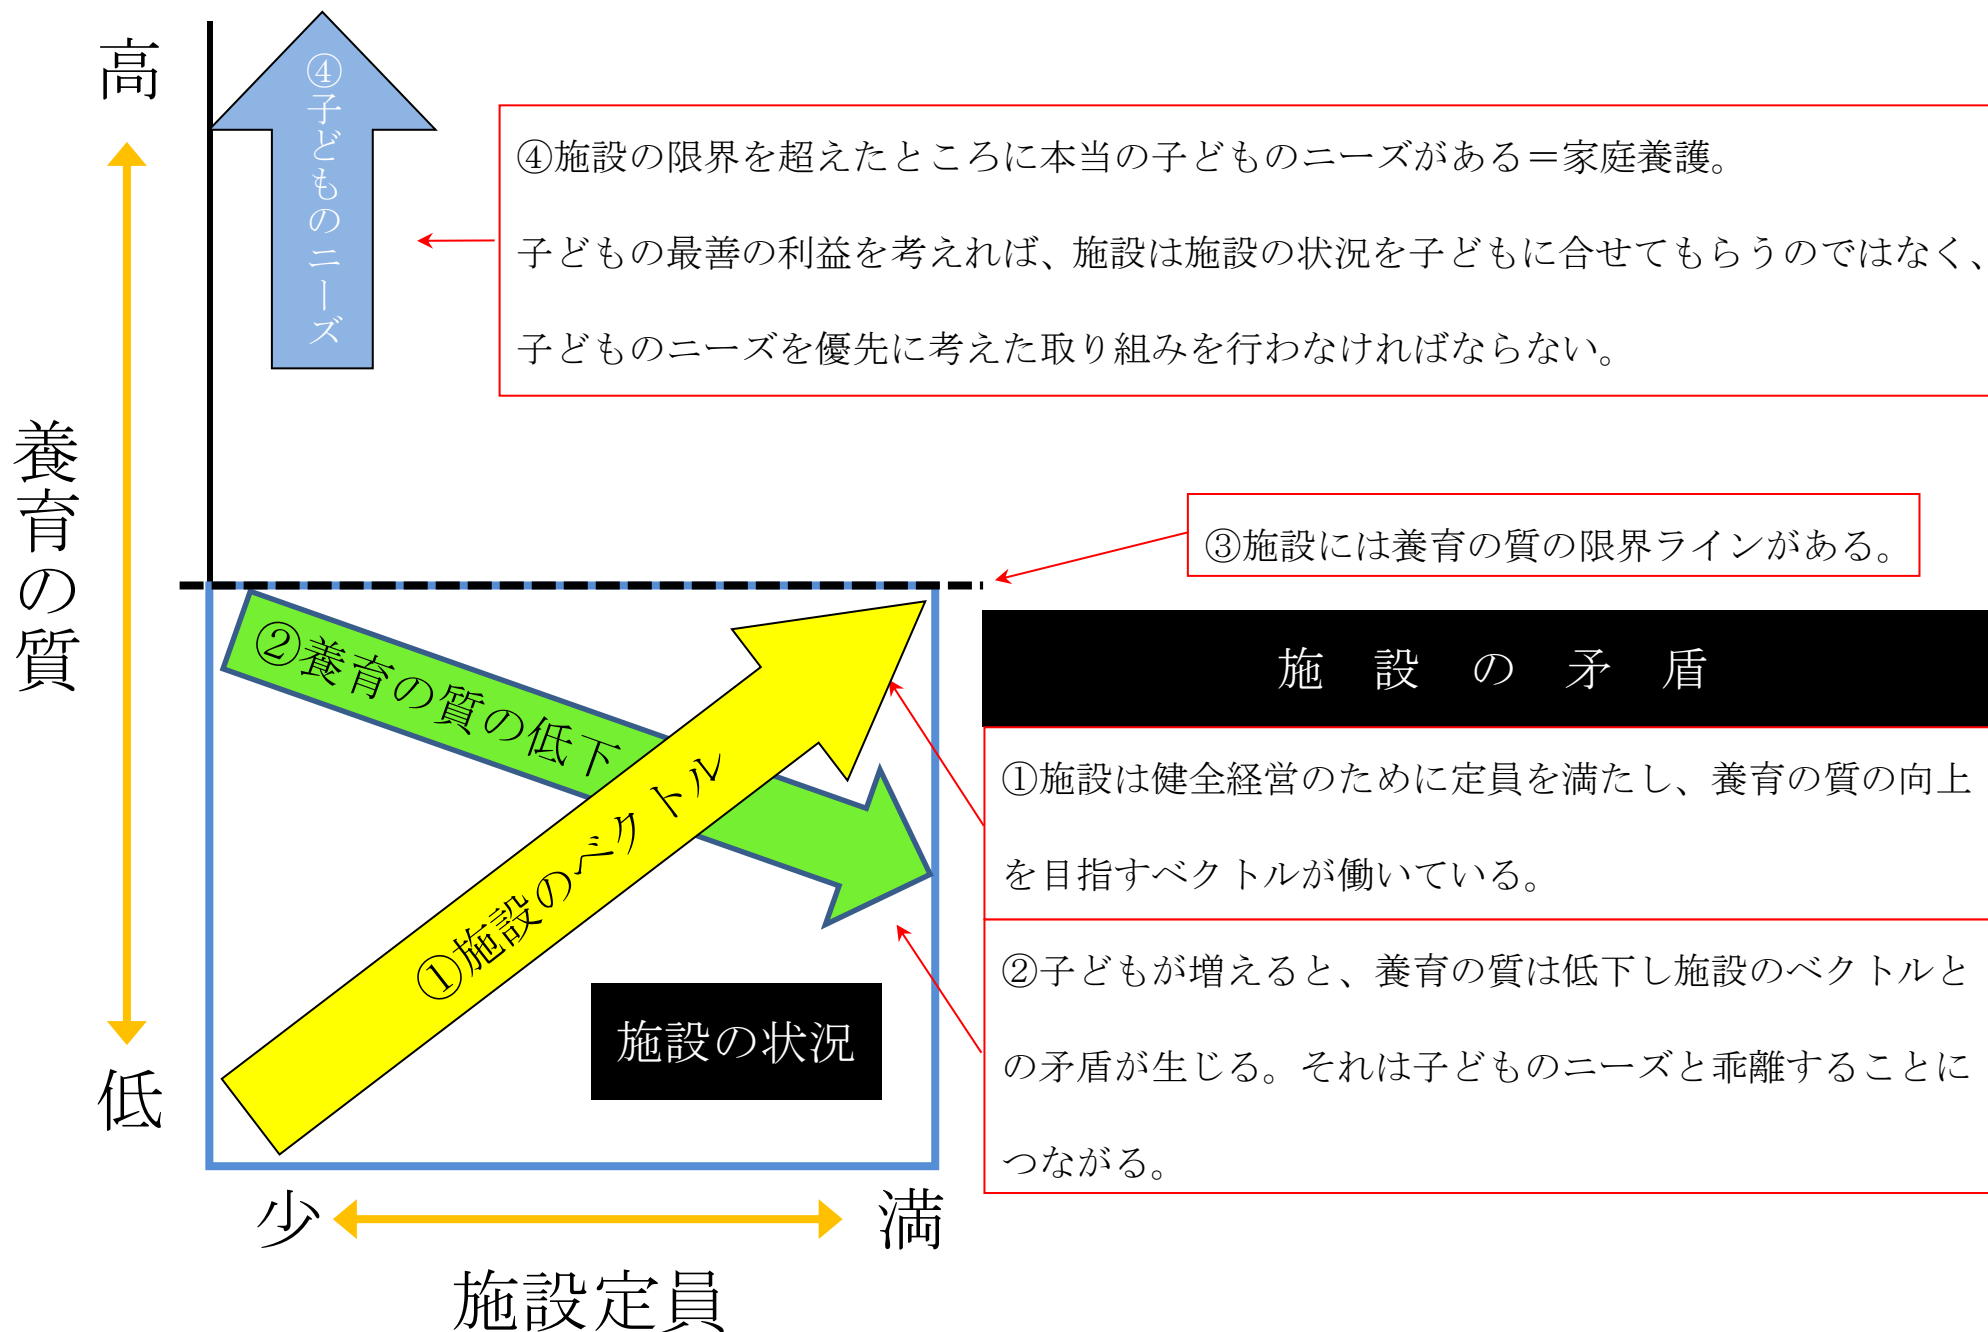 高
④子どものニーズ
④施設の限界を超えたところに本当の子どものニーズがある＝家庭養護。
子どもの最善の利益を考えれば、施設は施設の状況を子どもに合せてもらうのではなく、
子どものニーズを優先に考えた取り組みを行わなければならない。
養育の質
③施設には養育の質の限界ラインがある。
②養育の質の低下
①施設のベクトル
施設の矛盾
①施設は健全経営のために定員を満たし、養育の質の向上
を目指すベクトルが働いている。
②子どもが増えると、養育の質は低下し施設のベクトルと
の矛盾が生じる。それは子どものニーズと乖離することに
つながる。
施設の状況
低
少
満
施設定員